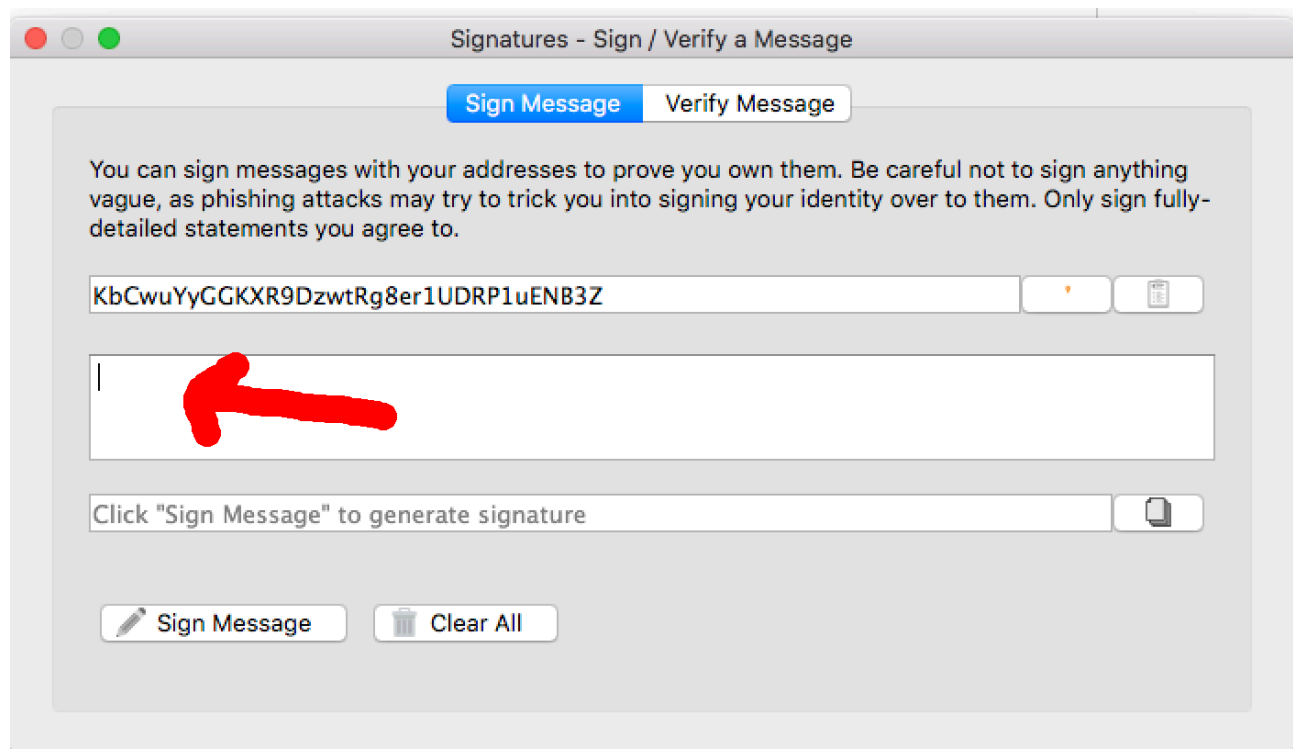 Signatures - Sign / Verify a Message
Sign Message
Verify Message
You can sign messages with your addresses to prove you own them. Be careful not to sign anything
vague, as phishing attacks may try to trick you into signing your identity over to them. Only sign fully-
detailed statements you agree to.
KbCwuYyGGKXR9DzwtRg8er1UDRP1uENB3Z
Click "Sign Message" to generate signature
Sign Message
Clear All